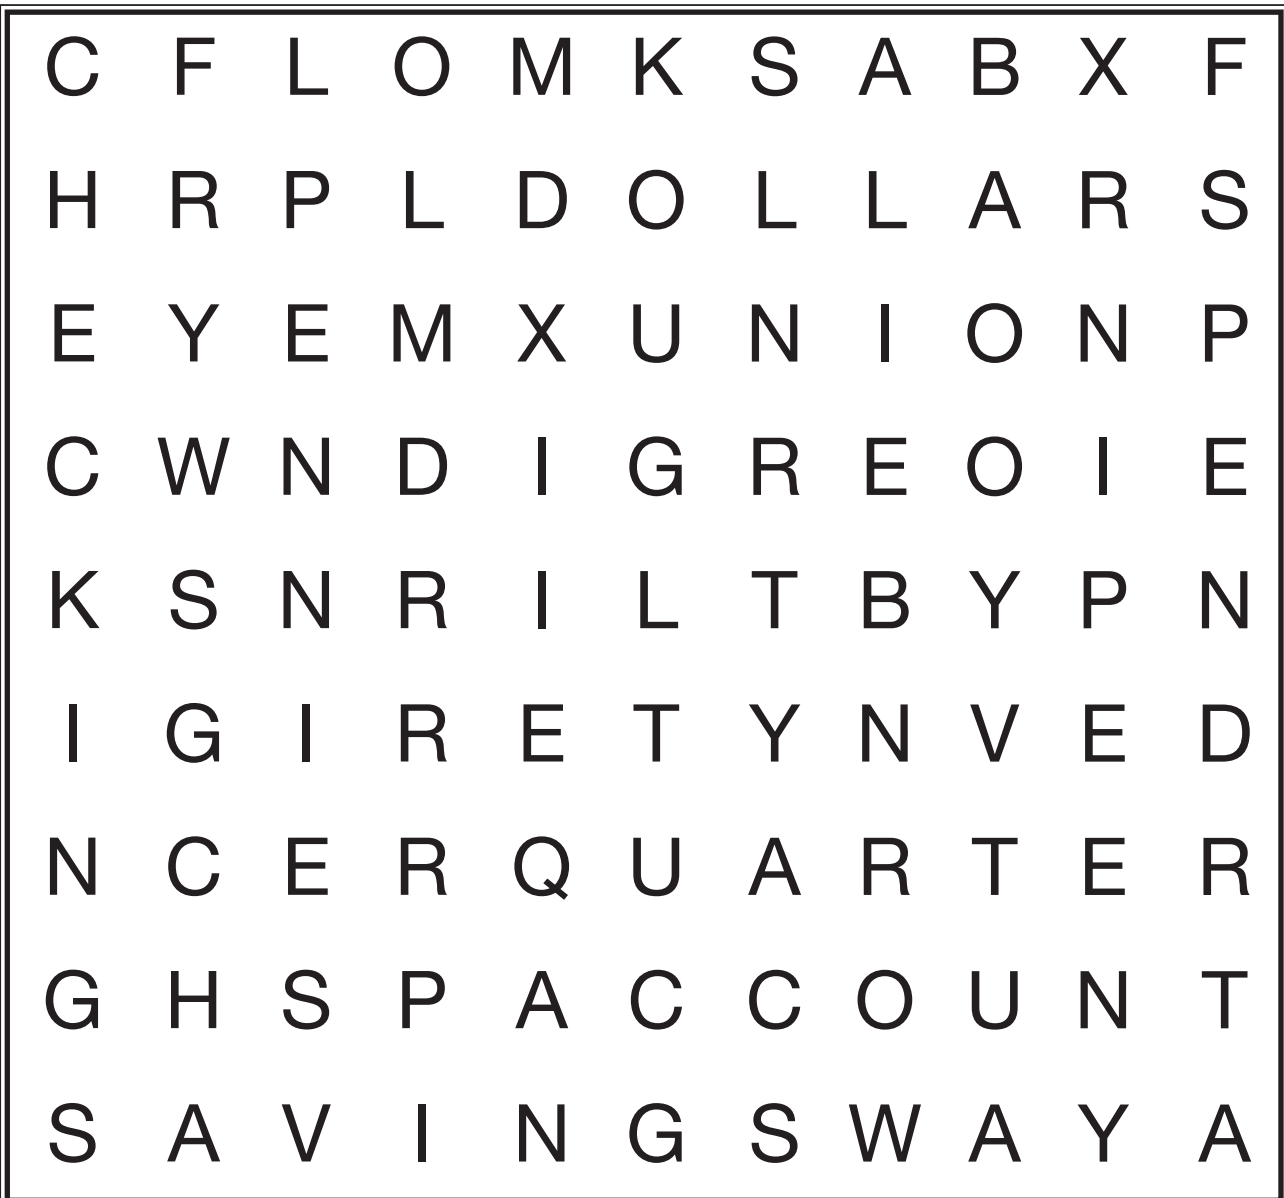 C F L O M K S A B X F
H R P L D O L L A R S
E Y E M X U N I O N P
C W N D I G R E O I E
K S N R I L T B Y P N
I G I R E T Y N V E D
N C E R Q U A R T E R
G H S P A C C O U N T
S A V I N G S W A Y A